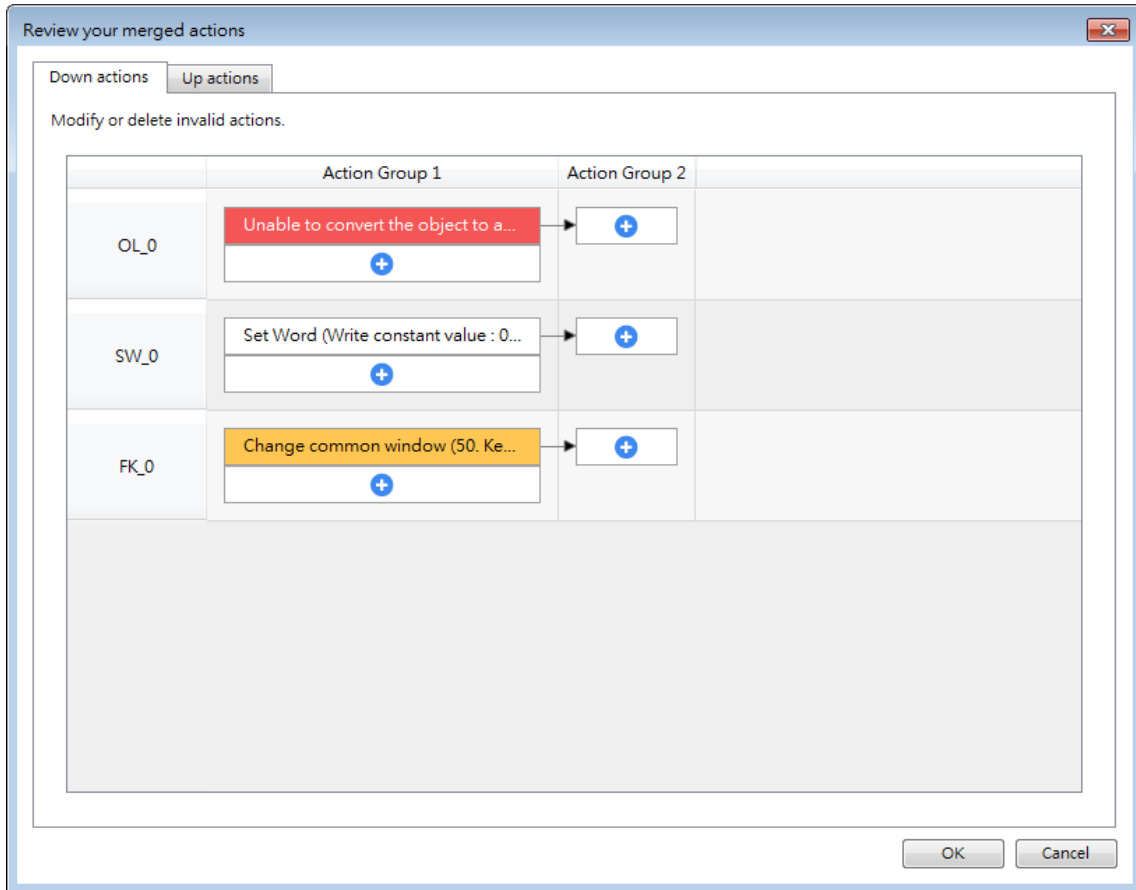 Review your merged actions
Down actions
Up actions
Modify or delete invalid actions.
Action Group 1
Action Group 2
OL_0
Unable to convert the object to a...
SW_0
Set Word (Write constant value : 0...
FK_0
Change common window (50. Ke...
OK
Cancel